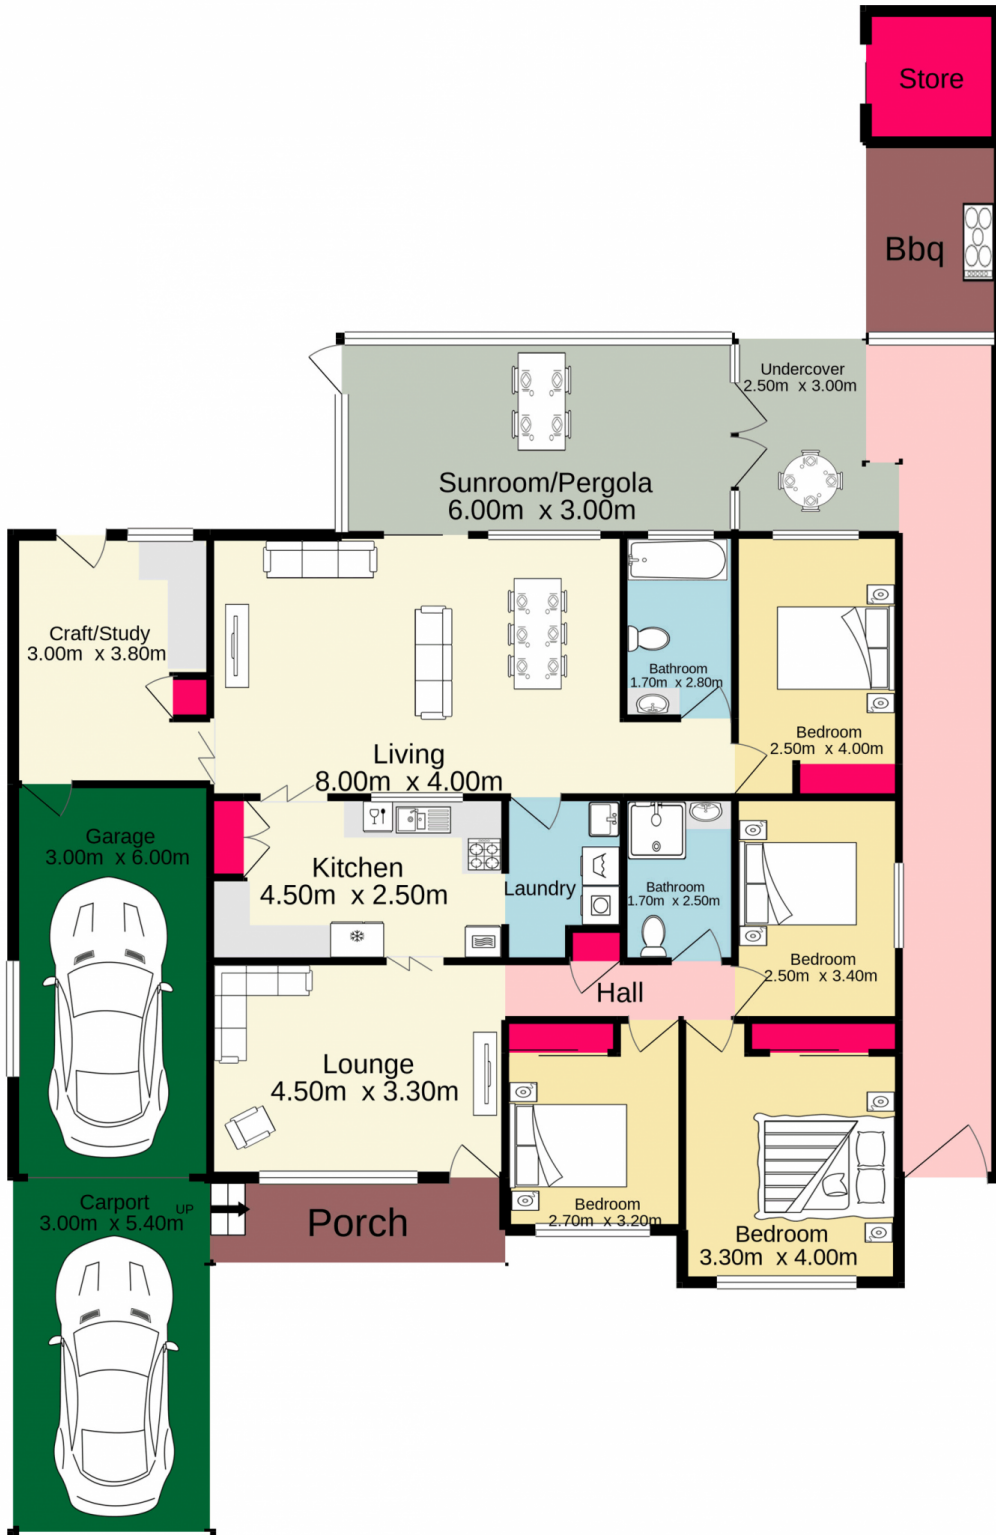 Store
Bbq
Undercover
2.50m x 3.00m
Sunroom/Pergola
6.00m x 3.00m
Craft/Study
3.00m x 3.80m
Bathroom
1.70m x 2.80m
Bedroom
2.50m x 4.00m
Living
8.00m x 4.00m
Garage
3.00m x 6.00m
Kitchen
4.50m x 2.50m
Laundry
Bathroom
1.70m x 2.50m
Bedroom
2.50m x 3.40m
Hall
Lounge
4.50m x 3.30m
Carport
3.00m x 5.40m
UP
Porch
Bedroom
2.70m x 3.20m
Bedroom
3.30m x 4.00m